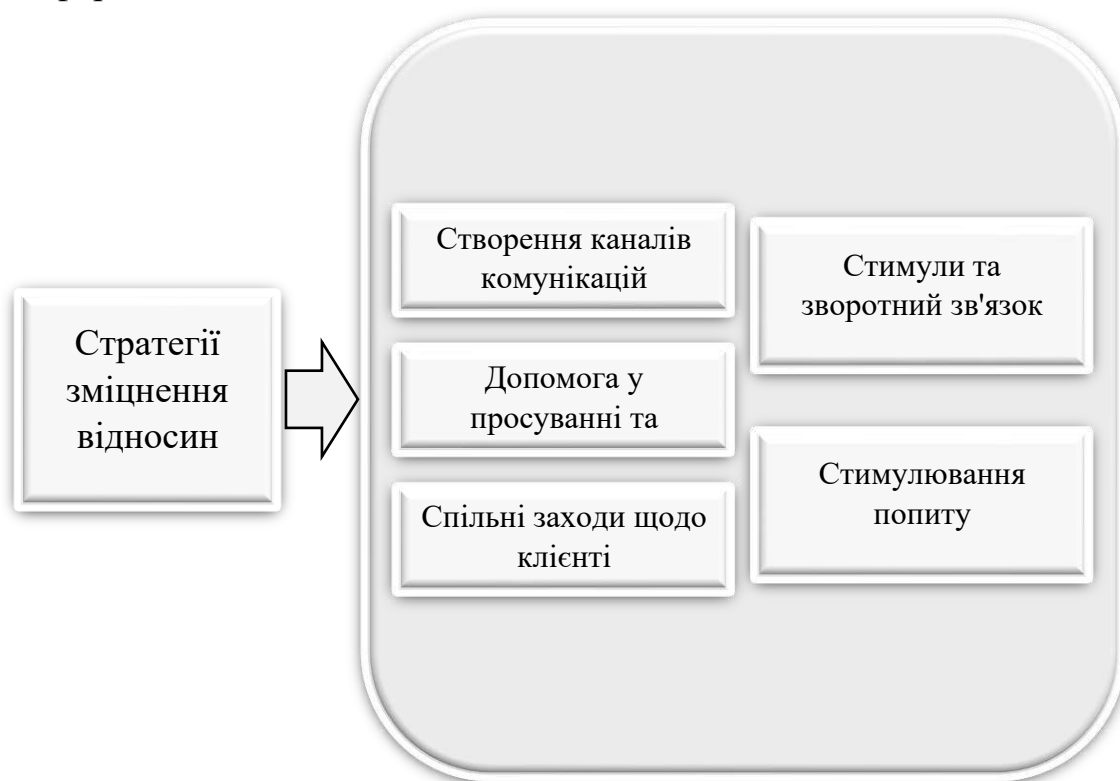 Стратегії
зміцнення
відносин
Створення каналів
комунікацій
Допомога у
просуванні та
Спільні заходи щодо
клієнті
Стимули та
зворотний зв'язок
Стимулювання
попиту